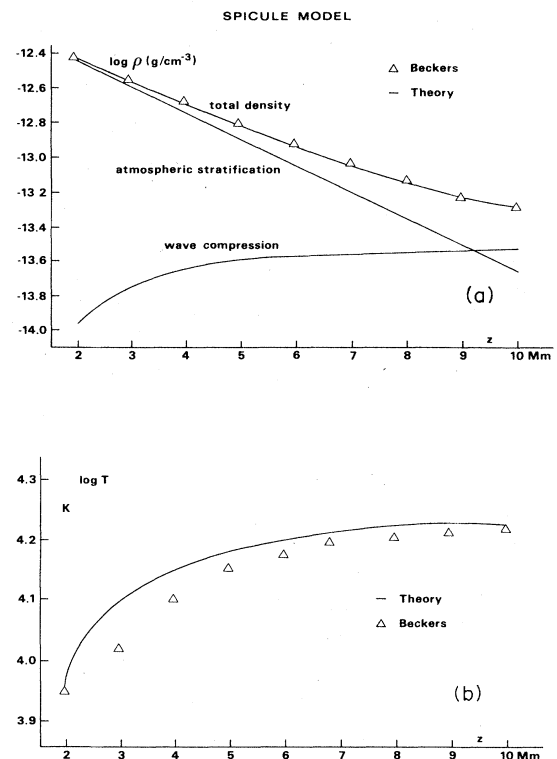 SPICULE MODEL
-12.4
log ρ (g/cm-3)
△ Beckers
-12.6
— Theory
total density
-12.8
-13.0
atmospheric stratification
-13.2
-13.4
wave compression
-13.6
-13.8
(a)
-14.0
z
2 3 4 5 6 7 8 9 10 Mm
4.3
log T
K
4.2
4.1
— Theory
△ Beckers
4.0
(b)
3.9
z
2 3 4 5 6 7 8 9 10 Mm